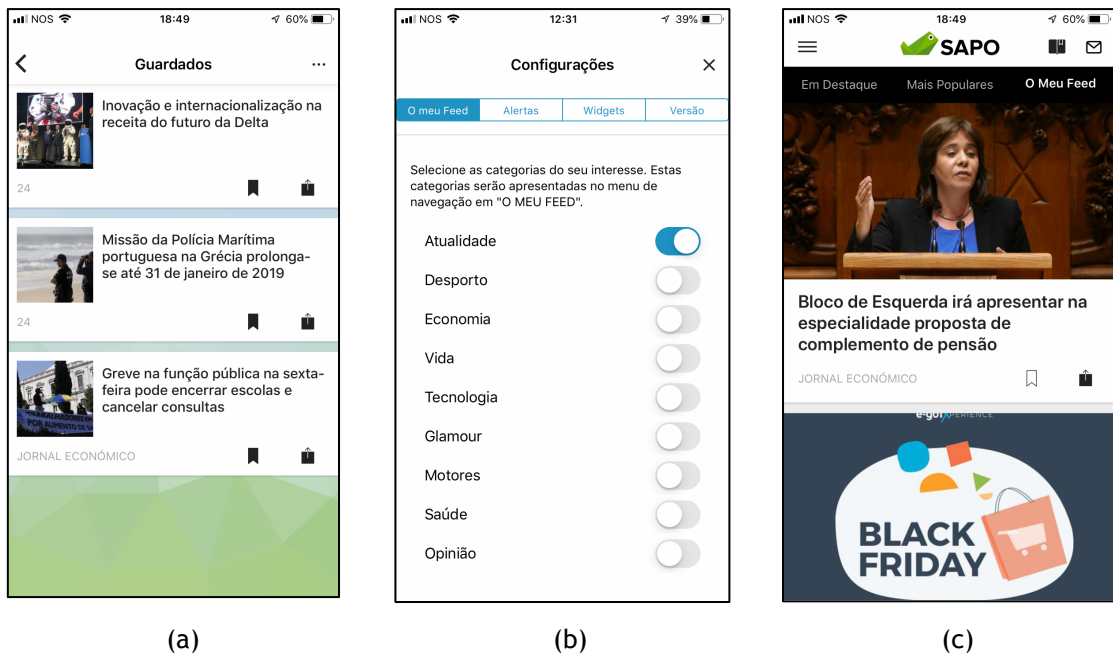 NOS 18:49 60%
Guardados ...
Inovação e internacionalização na
receita do futuro da Delta
24
Missão da Polícia Marítima
portuguesa na Grécia prolonga-
se até 31 de janeiro de 2019
24
Greve na função pública na sexta-
feira pode encerrar escolas e
cancelar consultas
POR AUMENTO DE
JORNAL ECONÓMICO
(a)
NOS 12:31 39%
Configurações
O meu Feed Alertas Widgets Versão
Selecione as categorias do seu interesse. Estas
categorias serão apresentadas no menu de
navegação em "O MEU FEED".
Atualidade
Desporto
Economia
Vida
Tecnologia
Glamour
Motores
Saúde
Opinião
(b)
NOS 18:49 60%
SAPO
Em Destaque Mais Populares O Meu Feed
Bloco de Esquerda irá apresentar na
especialidade proposta de
complemento de pensão
JORNAL ECONÓMICO
BLACK
FRIDAY
(c)